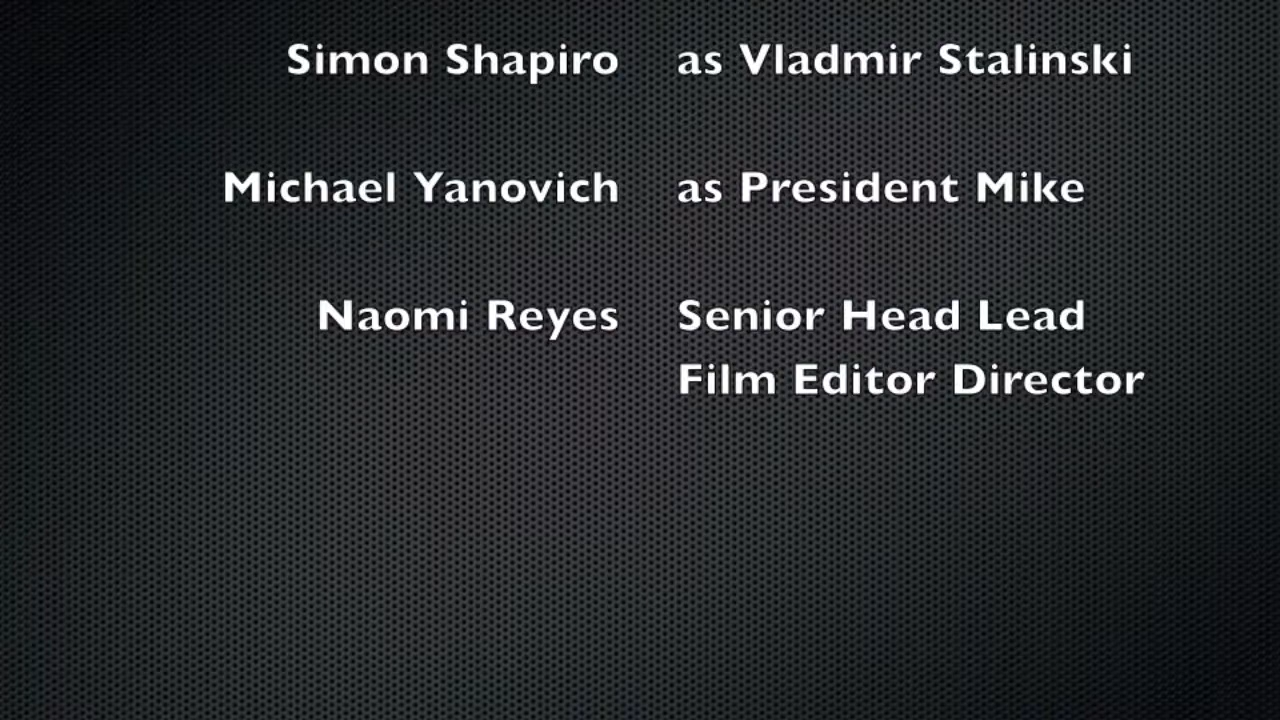 Simon Shapiro as Vladmir Stalinski
Michael Yanovich as President Mike
Naomi Reyes Senior Head Lead
Film Editor Director